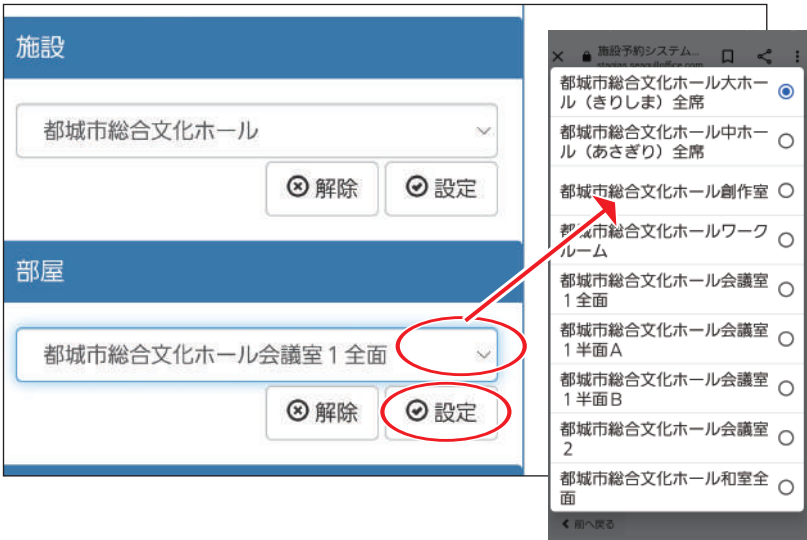 施設
都城市総合文化ホール
解除
設定
部屋
都城市総合文化ホール会議室1全面
解除
設定
施設予約システム...
都城市総合文化ホール大ホー
ル（きりしま）全席
都城市総合文化ホール中ホー
ル（あさぎり）全席
都城市総合文化ホール創作室
都城市総合文化ホールワーク
ルーム
都城市総合文化ホール会議室
1全面
都城市総合文化ホール会議室
1半面A
都城市総合文化ホール会議室
1半面B
都城市総合文化ホール会議室
2
都城市総合文化ホール和室全
面
前へ戻る